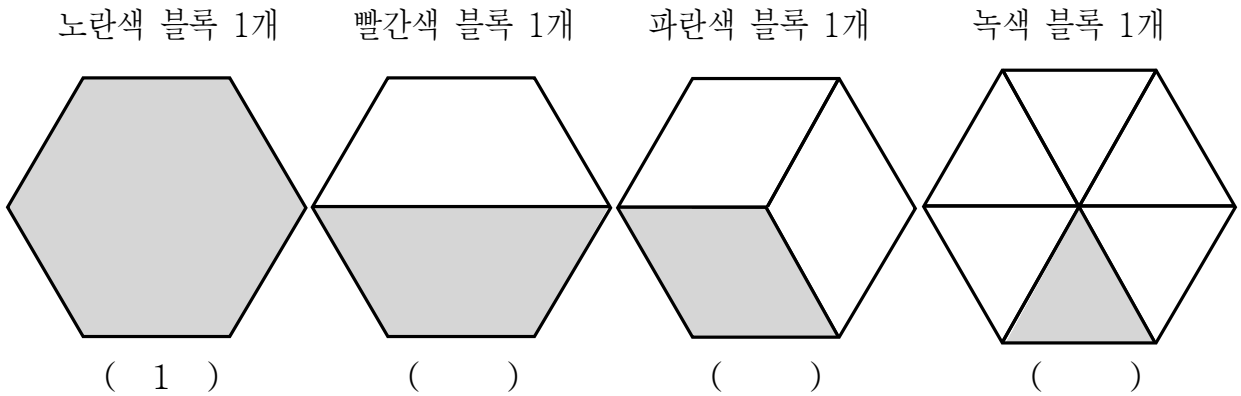 노란색 블록 1개 빨간색 블록 1개 파란색 블록 1개 녹색 블록 1개
( 1 ) ( ) ( ) ( )